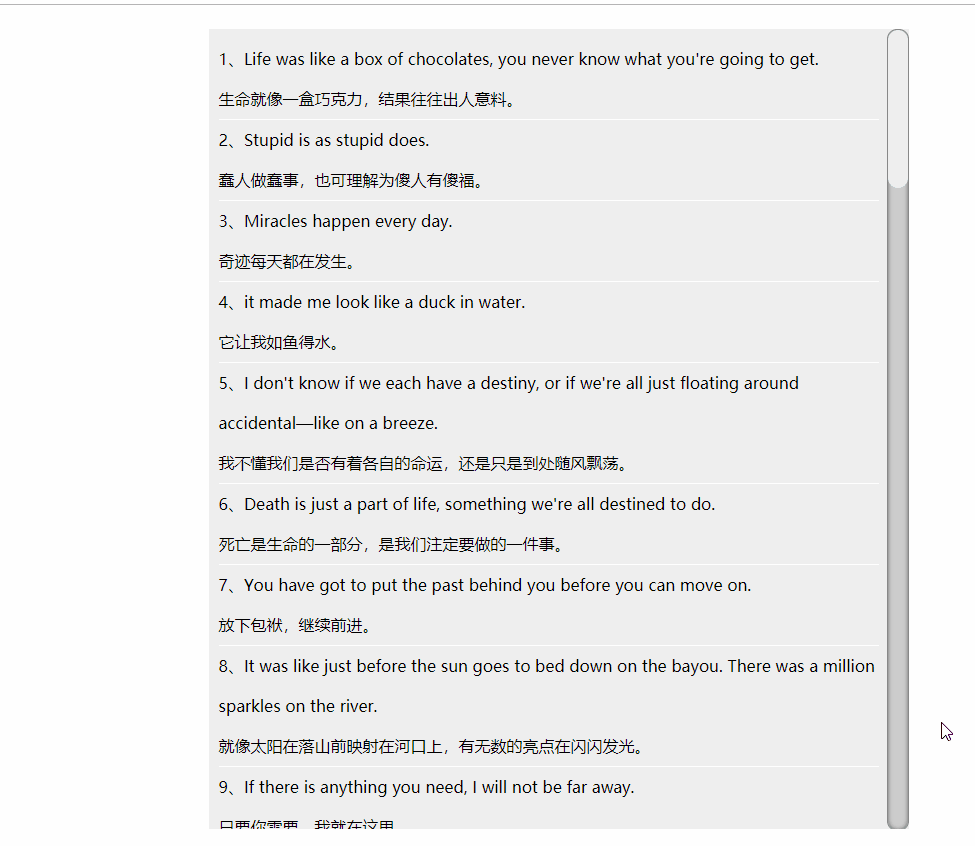 1、Life was like a box of chocolates, you never know what you're going to get.
生命就像一盒巧克力，结果往往出人意料。
2、Stupid is as stupid does.
蠢人做蠢事，也可理解为傻人有傻福。
3、Miracles happen every day.
奇迹每天都在发生。
4、it made me look like a duck in water.
它让我如鱼得水。
5、I don't know if we each have a destiny, or if we're all just floating around
accidental—like on a breeze.
我不懂我们是否有着各自的命运，还是只是到处随风飘荡。
6、Death is just a part of life, something we're all destined to do.
死亡是生命的一部分，是我们注定要做的一件事。
7、You have got to put the past behind you before you can move on.
放下包袱，继续前进。
8、It was like just before the sun goes to bed down on the bayou. There was a million
sparkles on the river.
就像太阳在落山前映射在河口上，有无数的亮点在闪闪发光。
9、If there is anything you need, I will not be far away.
只要你需要，我就在这里